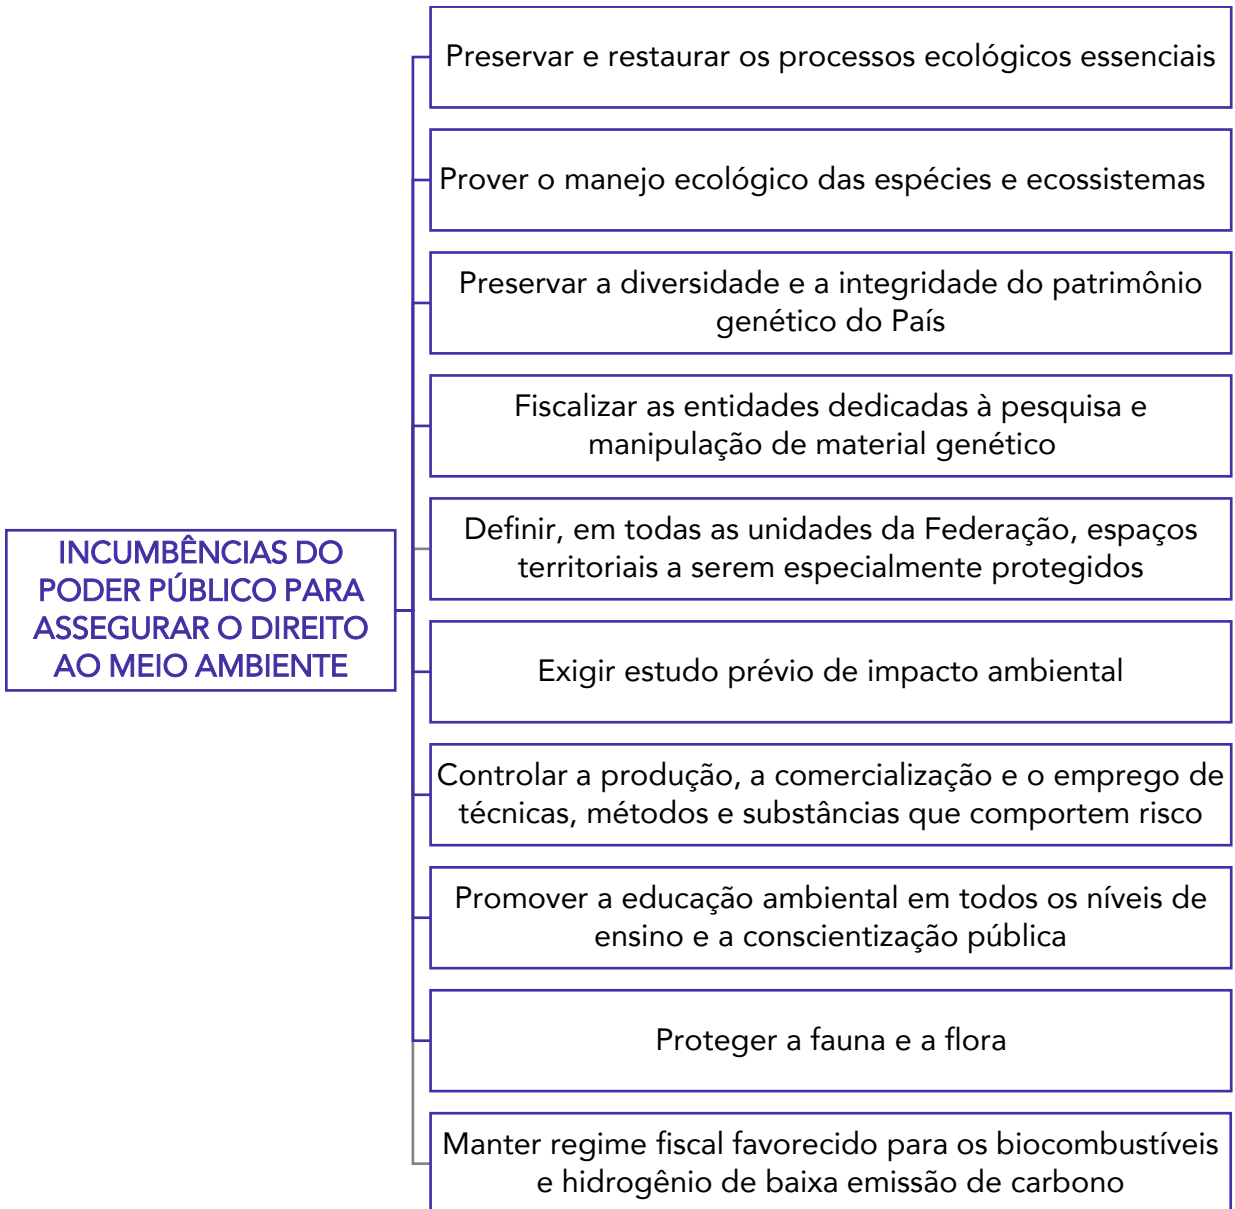 Preservar e restaurar os processos ecológicos essenciais
Prover o manejo ecológico das espécies e ecossistemas
Preservar a diversidade e a integridade do patrimônio
genético do País
Fiscalizar as entidades dedicadas à pesquisa e
manipulação de material genético
Definir, em todas as unidades da Federação, espaços
territoriais a serem especialmente protegidos
INCUMBÊNCIAS DO
PODER PÚBLICO PARA
ASSEGURAR O DIREITO
AO MEIO AMBIENTE
Exigir estudo prévio de impacto ambiental
Controlar a produção, a comercialização e o emprego de
técnicas, métodos e substâncias que comportem risco
Promover a educação ambiental em todos os níveis de
ensino e a conscientização pública
Proteger a fauna e a flora
Manter regime fiscal favorecido para os biocombustíveis
e hidrogênio de baixa emissão de carbono